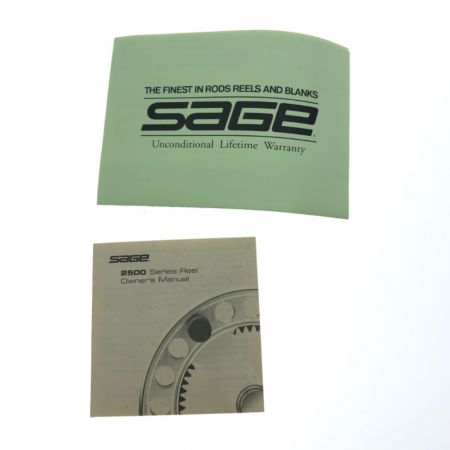 THE FINEST IN RODS REELS AND BLANKS
SAGE
Unconditional Lifetime Warranty
SAGE
2500 Series Reel
Owner's Manual